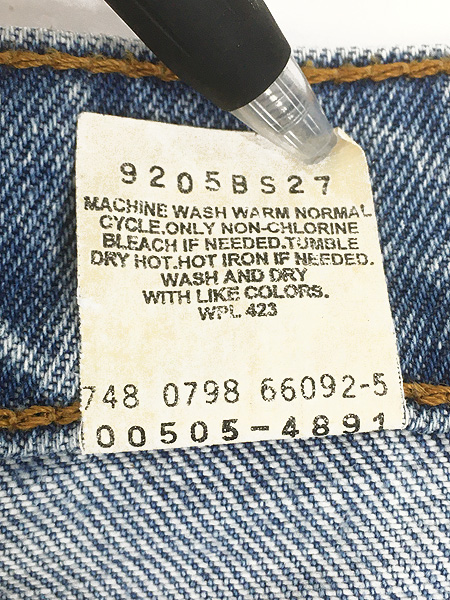 9205BS27
MACHINE WASH WARM NORMAL
CYCLE.ONLY NON-CHLORINE
BLEACH IF NEEDED.TUMBLE
DRY HOT.HOT IRON IF NEEDED.
WASH AND DRY
WITH LIKE COLORS.
WPL 423
748 0798 66092-5
00505-4891